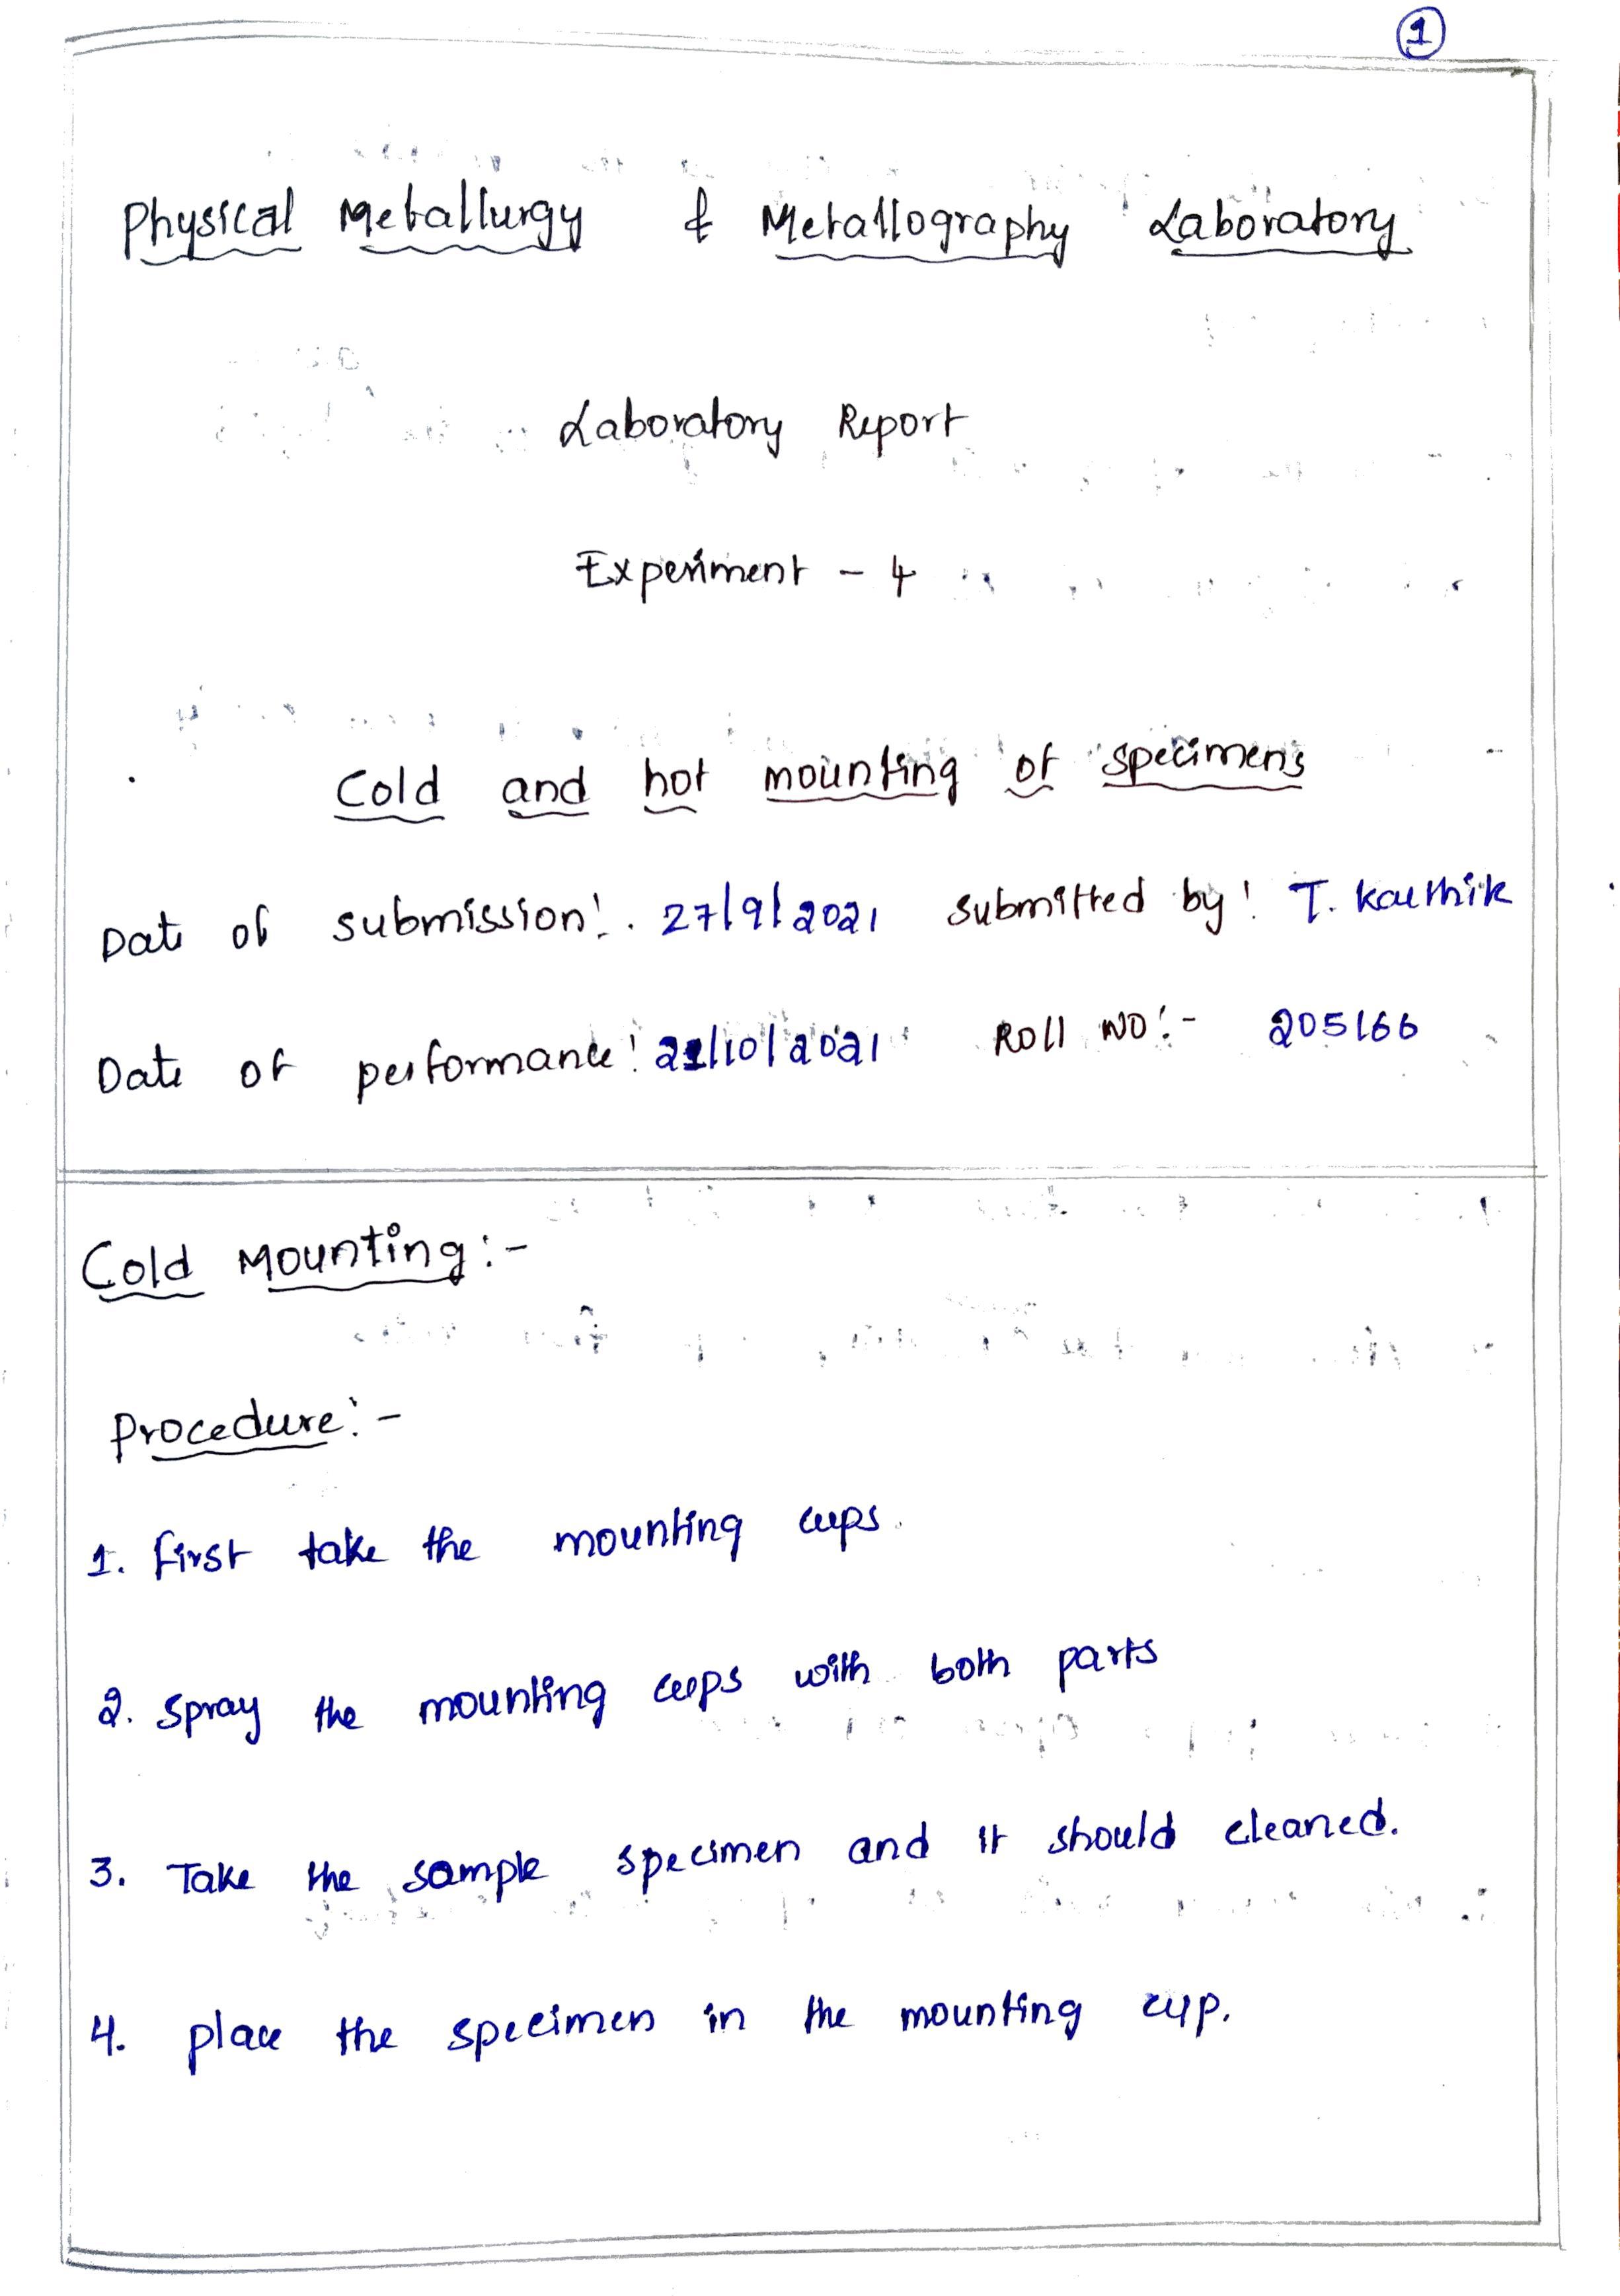 1
Physical Metallurgy & Metallography Laboratory
Laboratory Report
Experiment - 4
Cold and hot mounting of specimens
Date of submission!. 27/9/2021 submitted by! T. Karthik
Date of performance! /10/2021 Roll NO:- 205166
Cold Mounting:-
Procedure:-
1. First take the mounting cups.
2. Spray the mounting cups with both parts
3. Take the sample specimen and it should cleaned.
4. place the specimen in the mounting cup.